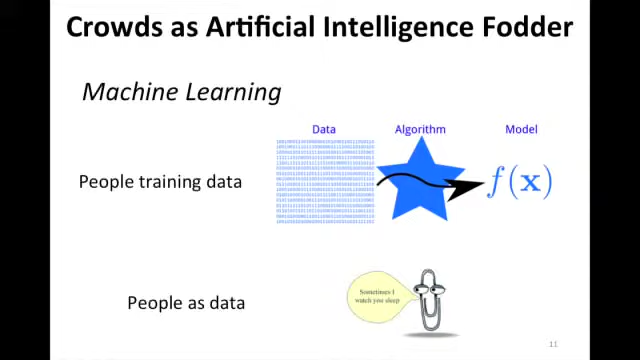 Crowds as Artificial Intelligence Fodder
Machine Learning
Data Algorithm Model
People training data
f(x)
Sometimes I
watch you sleep
People as data
11